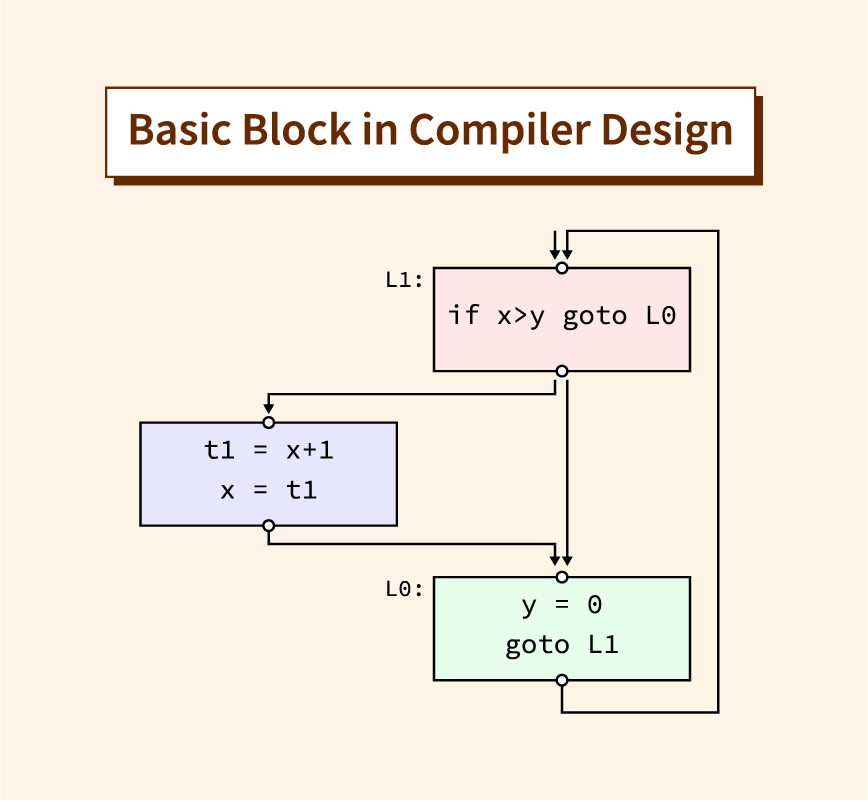 Basic Block in Compiler Design
L1:
if x>y goto L0
t1 = x+1
x = t1
L0:
y = 0
goto L1